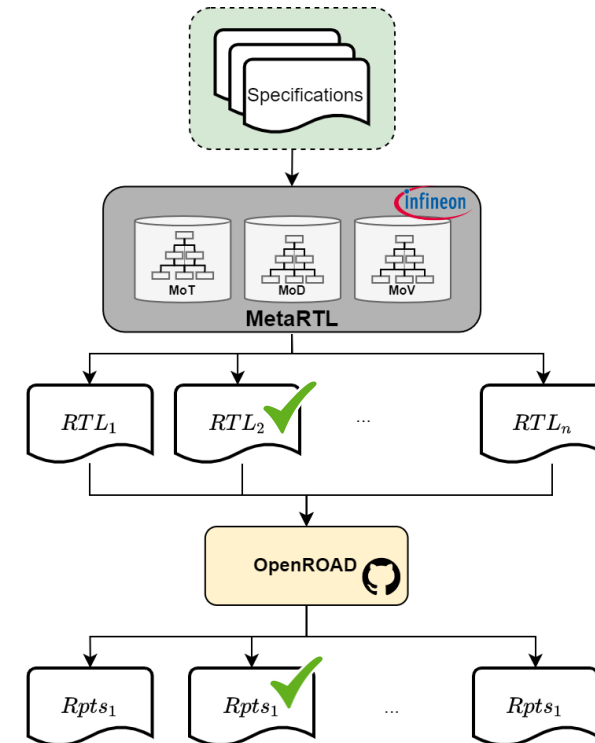 Specifications
infineon
MoT
MoD
MoV
MetaRTL
RTL₁
RTL₂
...
RTLₙ
OpenROAD
Rpts₁
Rpts₁
...
Rpts₁